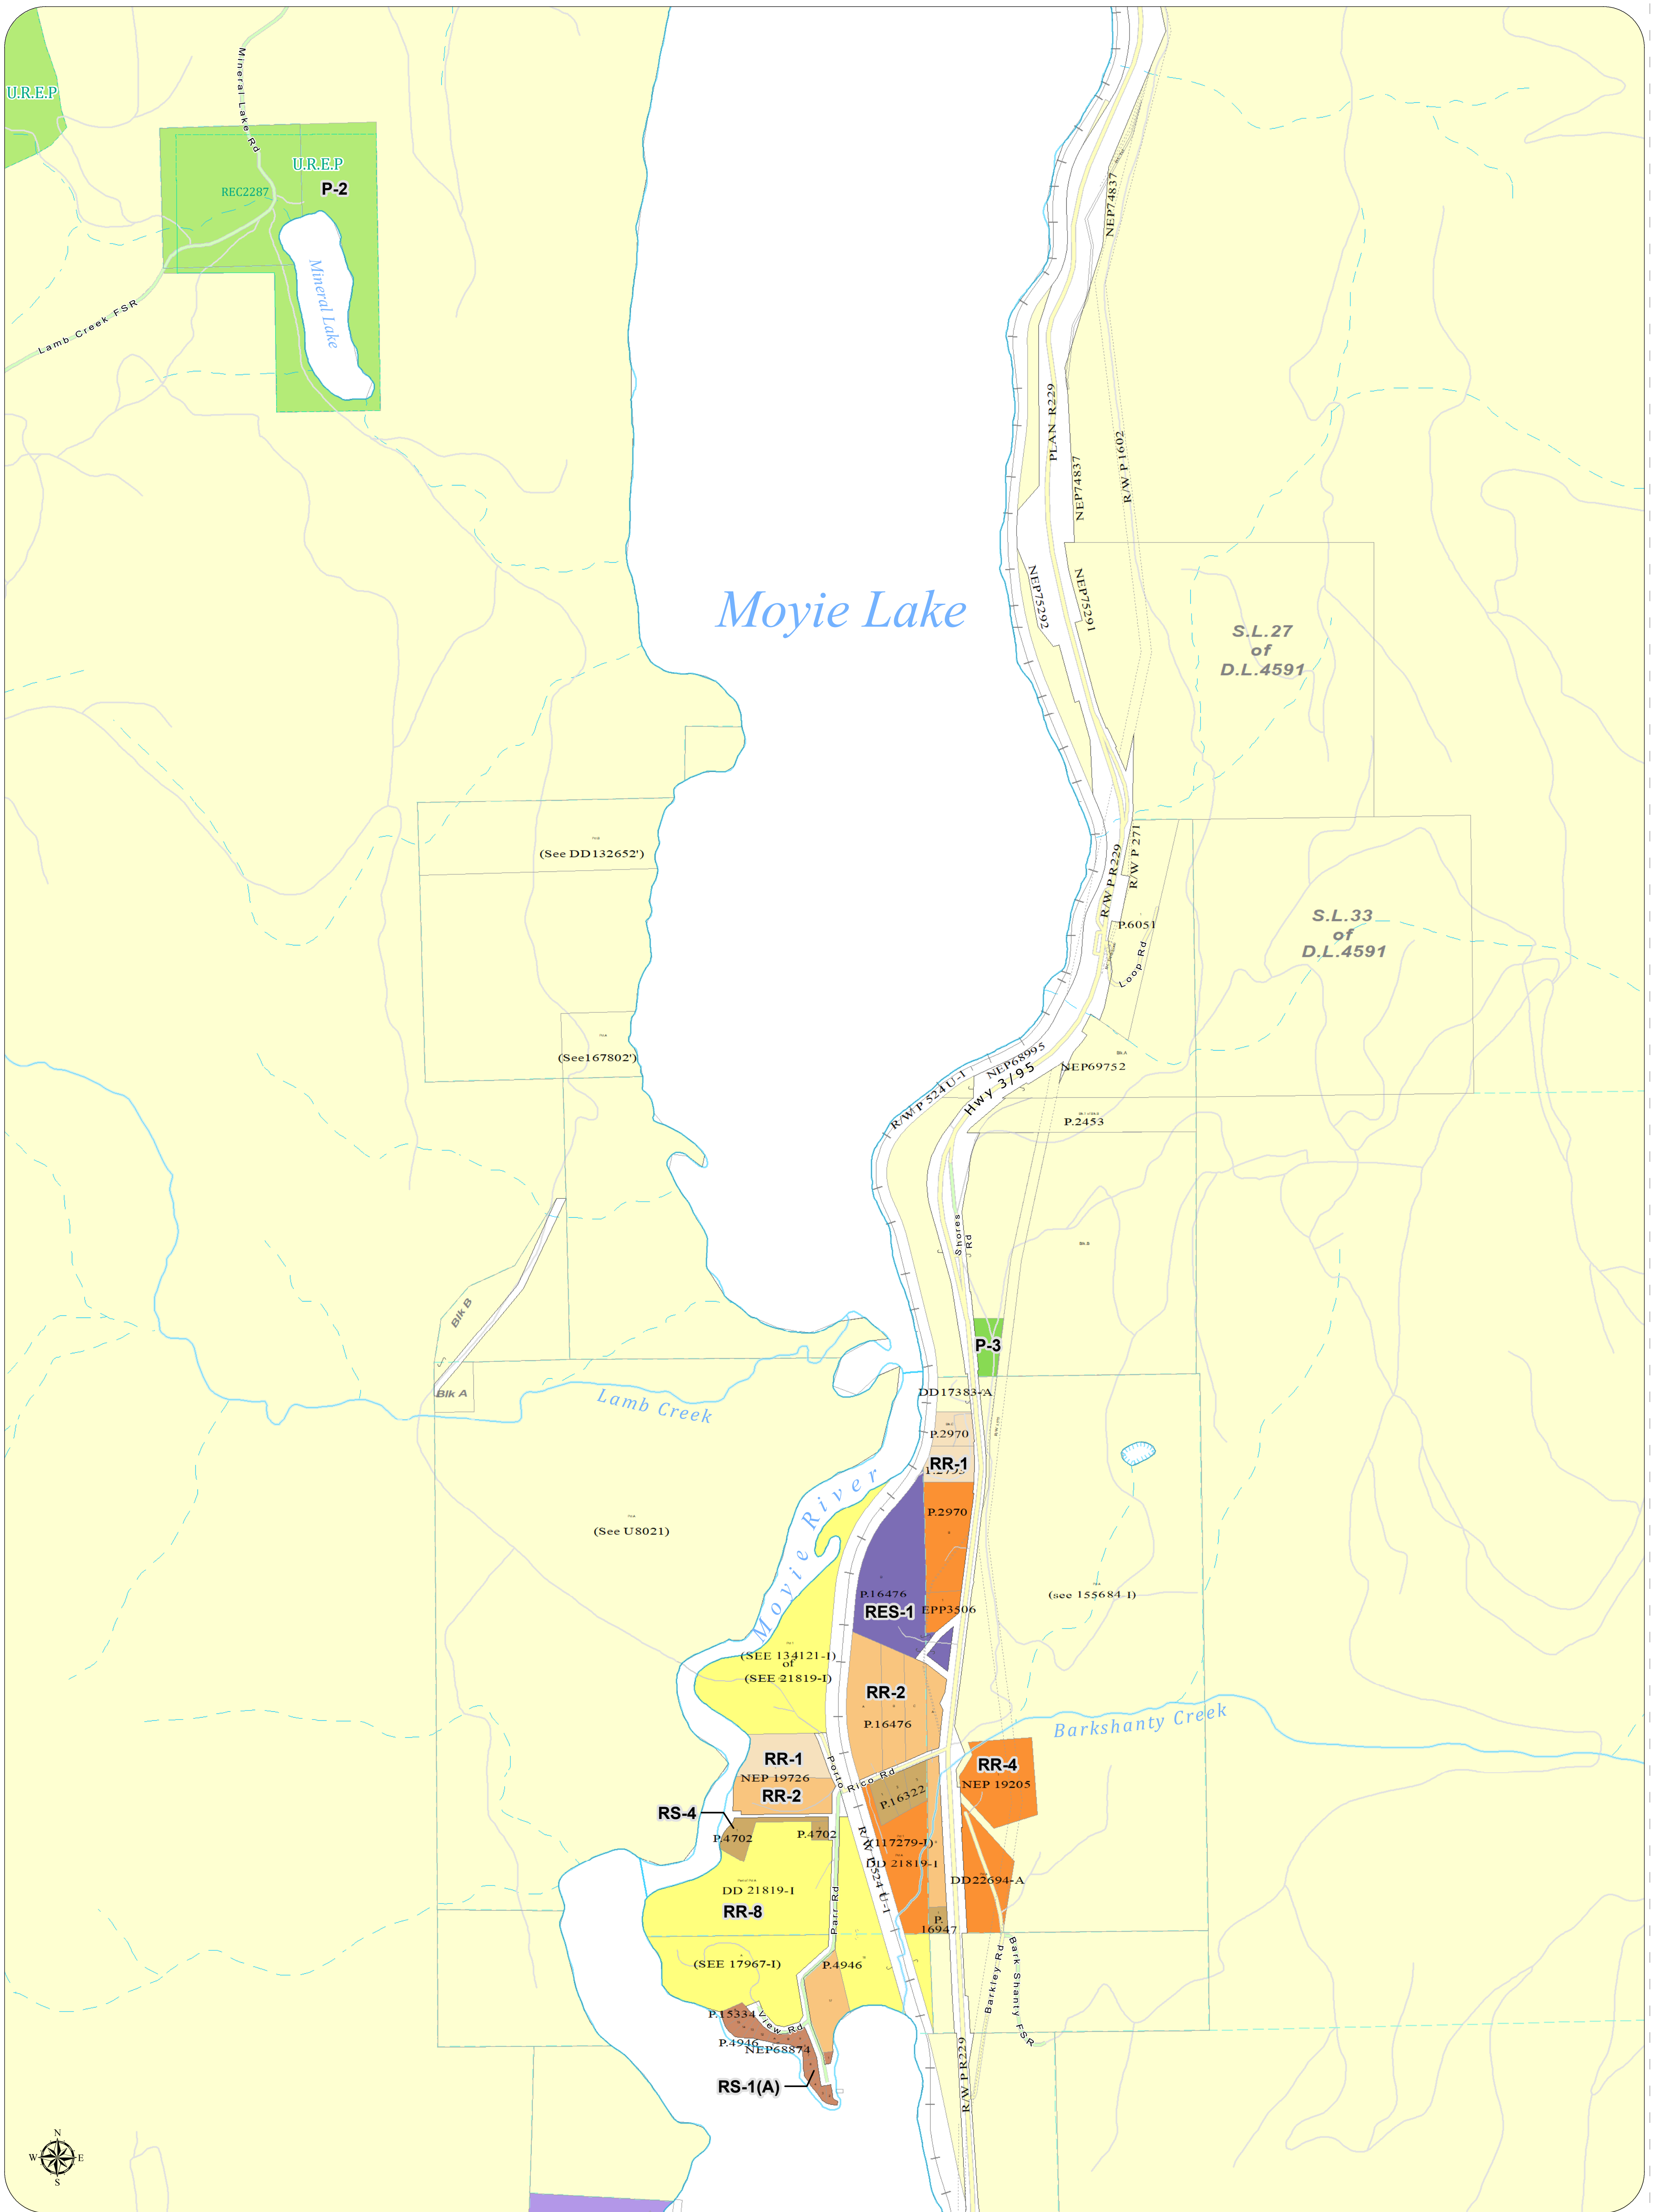 U.R.E.P
Mineral Lake Rd
U.R.E.P
P-2
REC2287
Mineral Lake
Lamb Creek FSR
NEP74837
PLAN R229
NEP74837
R/W P 1602
Moyie Lake
NEP75292
NEP75291
S.L.27
of
D.L.4591
(See DD132652')
R/W P R229
R/W P 271
P.6051
Loop Rd
S.L.33
of
D.L.4591
(See167802')
R/W P 524 U-I
NEP68995
Hwy 3/95
Blk.A
NEP69752
P.2453
Shores
Rd
Blk.B
Blk B
P-3
Blk A
Lamb Creek
DD17383-A
P.2970
RR-1
Moyie River
P.2970
(See U8021)
P.16476
RES-1
EPP3506
(see 155684-I)
(SEE 134121-I)
of
(SEE 21819-I)
RR-2
P.16476
Barkshanty Creek
RR-1
NEP 19726
RR-2
Porto Rico Rd
RR-4
NEP 19205
P.16322
RS-4
P.4702
P.4702
R/W P 524 U-I
(117279-J)
DD 21819-I
DD22694-A
DD 21819-I
RR-8
Parr Rd
P.
16947
(SEE 17967-I)
P.4946
Barkley Rd
Bark Shanty FSR
P.15334
View Rd
P.4946
NEP68874
R/W P R229
RS-1(A)
N
W
E
S